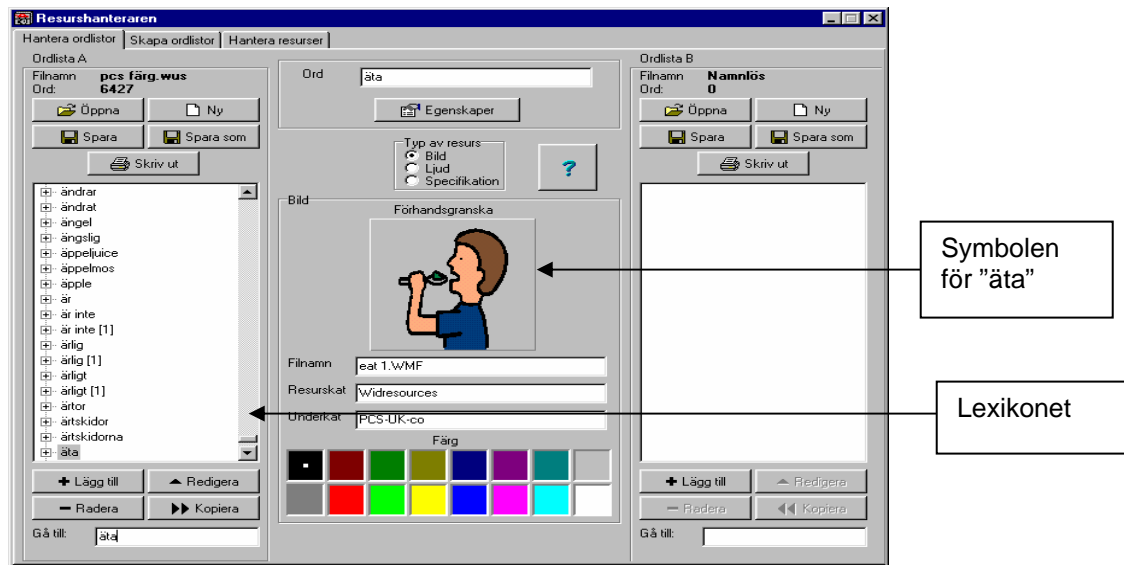 Resurshanteraren
Hantera ordlistor Skapa ordlistor Hantera resurser
Ordlista A
Filnamn pcs färg.wus
Ord: 6427
Öppna Ny
Spara Spara som
Skriv ut
ändrar
ändrat
ängel
ängslig
äppeljuice
äppelmos
äpple
är
är inte
är inte [1]
ärlig
ärlig [1]
ärligt
ärligt [1]
ärtor
ärtskidor
ärtskidorna
äta
Lägg till Redigera
Radera Kopiera
Gå till: äta
Ord äta
Egenskaper
Typ av resurs
Bild
Ljud
Specifikation
?
Bild
Förhandsgranska
Filnamn eat 1.WMF
Resurskat Widresources
Underkat PCS-UK-co
Färg
Ordlista B
Filnamn Namnlös
Ord: 0
Öppna Ny
Spara Spara som
Skriv ut
Lägg till Redigera
Radera Kopiera
Gå till:
Symbolen
för ”äta”
Lexikonet